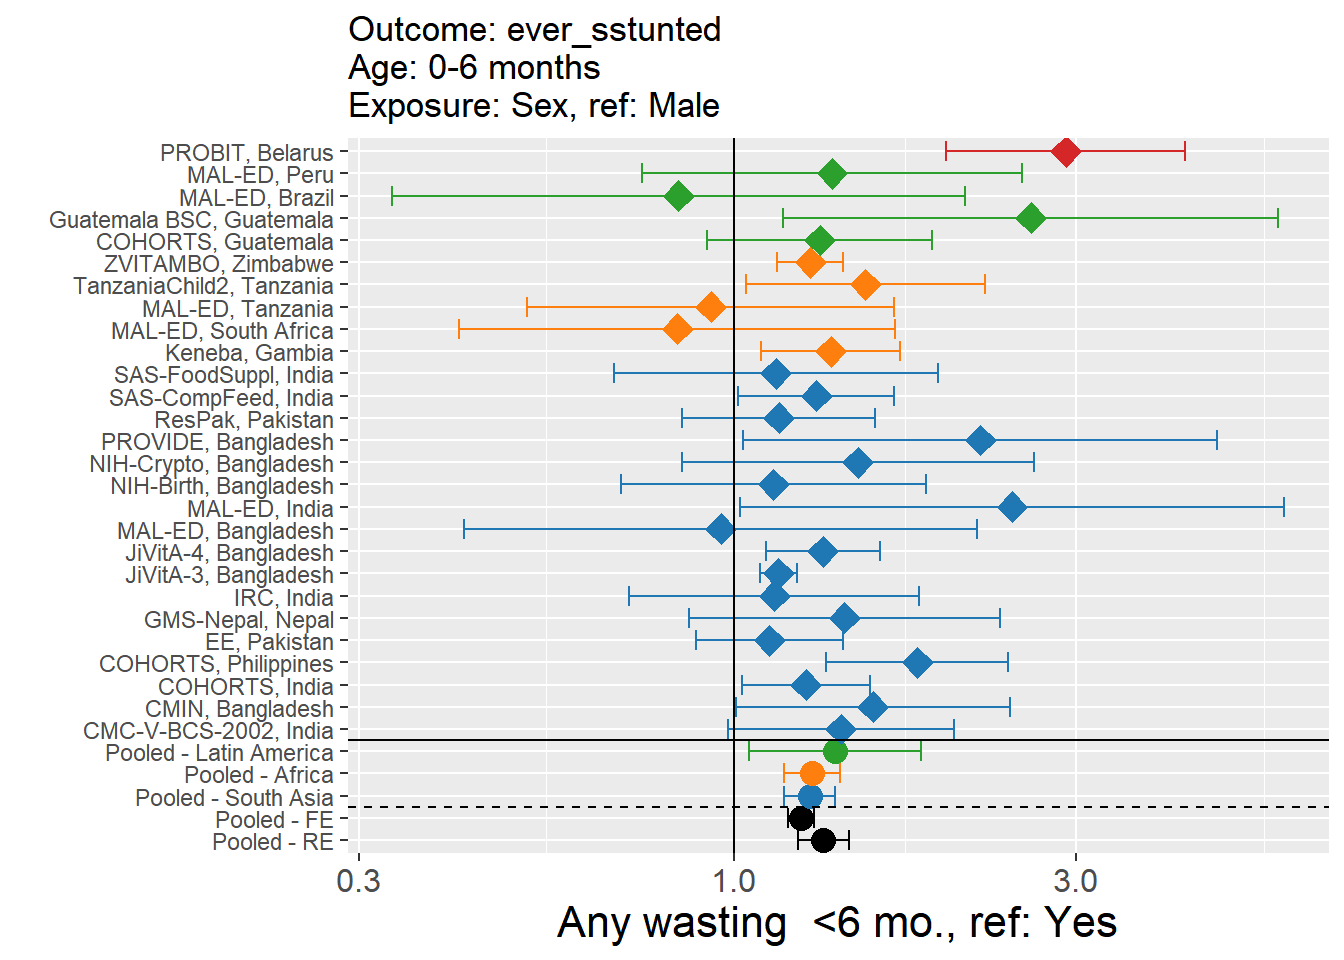 Outcome: ever_sstunted
Age: 0-6 months
Exposure: Sex, ref: Male
PROBIT, Belarus
MAL-ED, Peru
MAL-ED, Brazil
Guatemala BSC, Guatemala
COHORTS, Guatemala
ZVITAMBO, Zimbabwe
TanzaniaChild2, Tanzania
MAL-ED, Tanzania
MAL-ED, South Africa
Keneba, Gambia
SAS-FoodSuppl, India
SAS-CompFeed, India
ResPak, Pakistan
PROVIDE, Bangladesh
NIH-Crypto, Bangladesh
NIH-Birth, Bangladesh
MAL-ED, India
MAL-ED, Bangladesh
JiVitA-4, Bangladesh
JiVitA-3, Bangladesh
IRC, India
GMS-Nepal, Nepal
EE, Pakistan
COHORTS, Philippines
COHORTS, India
CMIN, Bangladesh
CMC-V-BCS-2002, India
Pooled - Latin America
Pooled - Africa
Pooled - South Asia
Pooled - FE
Pooled - RE
0.3 1.0 3.0
Any wasting  <6 mo., ref: Yes